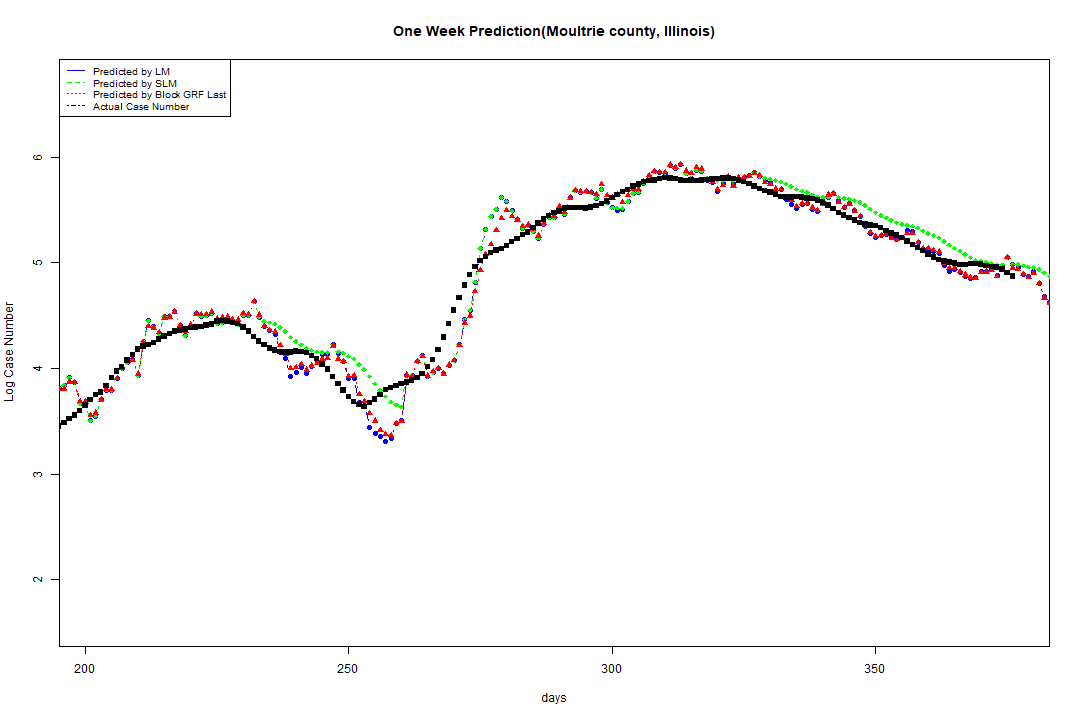 One Week Prediction(Moultrie county, Illinois)
Predicted by LM
Predicted by SLM
Predicted by Block GRF Last
Actual Case Number
6
5
4
3
2
Log Case Number
200
250
300
350
days